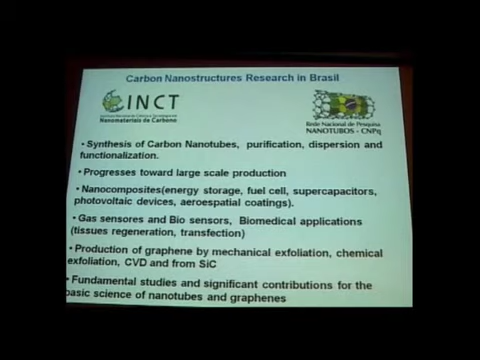 Carbon Nanostructures Research in Brasil
INCT
Nanomateriais de Carbono
Rede Nacional de Pesquisa
NANOTUBOS - CNPq
• Synthesis of Carbon Nanotubes, purification, dispersion and
functionalization.
• Progresses toward large scale production
• Nanocomposites(energy storage, fuel cell, supercapacitors,
photovoltaic devices, aeroespatial coatings).
• Gas sensores and Bio sensors, Biomedical applications
(tissues regeneration, transfection)
• Production of graphene by mechanical exfoliation, chemical
exfoliation, CVD and from SiC
• Fundamental studies and significant contributions for the
basic science of nanotubes and graphenes